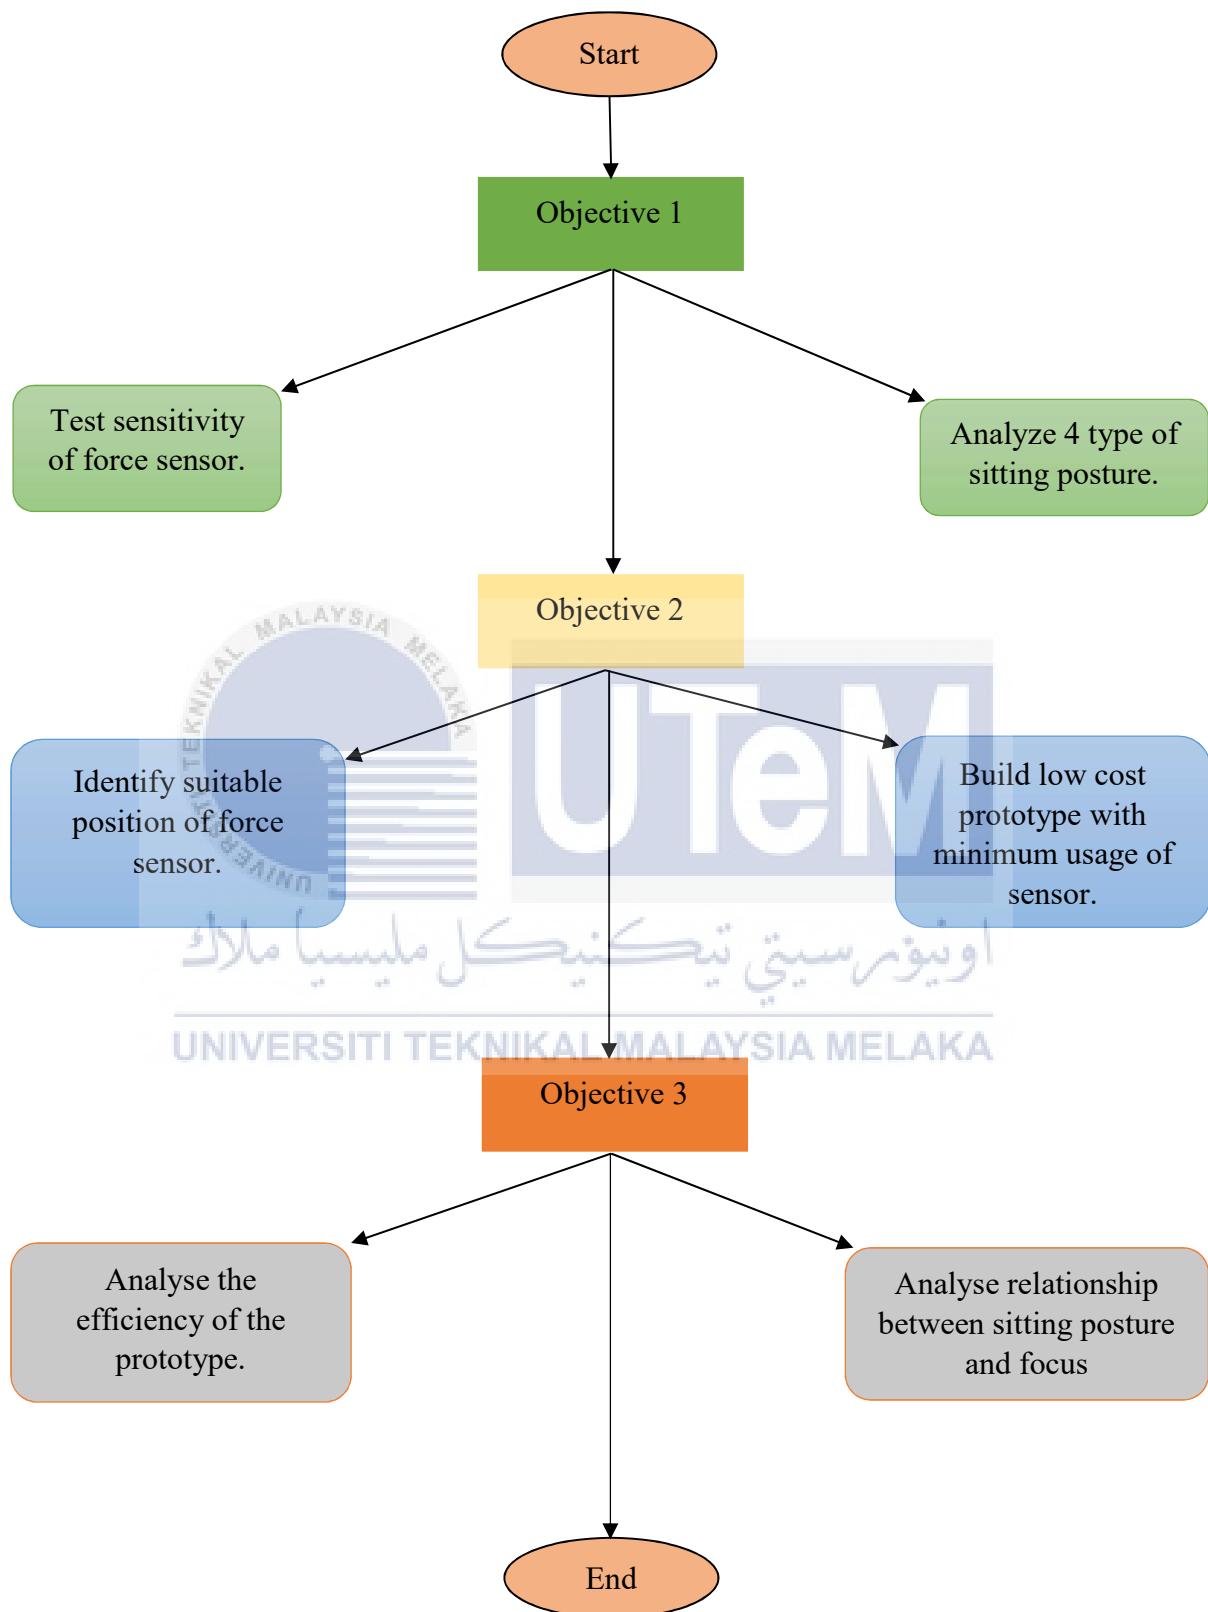 Start
Objective 1
Test sensitivity
of force sensor.
Analyze 4 type of
sitting posture.
Objective 2
UNIVERSITI TEKNIKAL MALAYSIA MELAKA
UTeM
Identify suitable
position of force
sensor.
Build low cost
prototype with
minimum usage of
sensor.
اونيۏرسيتي تيكنيكل مليسيا ملاك
UNIVERSITI TEKNIKAL MALAYSIA MELAKA
Objective 3
Analyse the
efficiency of the
prototype.
Analyse relationship
between sitting posture
and focus
End